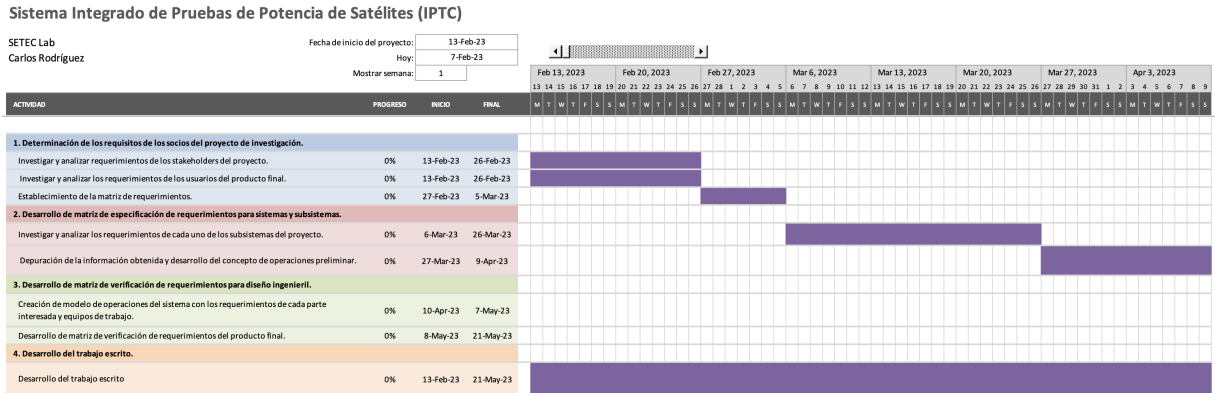 Sistema Integrado de Pruebas de Potencia de Satélites (IPTC)
SETEC Lab
Carlos Rodríguez
Fecha de inicio del proyecto: 13-Feb-23
Hoy: 7-Feb-23
Mostrar semana: 1
Feb 13, 2023 Feb 20, 2023 Feb 27, 2023 Mar 6, 2023 Mar 13, 2023 Mar 20, 2023 Mar 27, 2023 Apr 3, 2023
13 14 15 16 17 18 19 20 21 22 23 24 25 26 27 28 1 2 3 4 5 6 7 8 9 10 11 12 13 14 15 16 17 18 19 20 21 22 23 24 25 26 27 28 29 30 31 1 2 3 4 5 6 7 8 9
ACTIVIDAD PROGRESO INICIO FINAL M T W T F S S M T W T F S S M T W T F S S M T W T F S S M T W T F S S M T W T F S S M T W T F S S M T W T F S S
1. Determinación de los requisitos de los socios del proyecto de investigación.
Investigar y analizar requerimientos de los stakeholders del proyecto. 0% 13-Feb-23 26-Feb-23
Investigar y analizar los requerimientos de los usuarios del producto final. 0% 13-Feb-23 26-Feb-23
Establecimiento de la matriz de requerimientos. 0% 27-Feb-23 5-Mar-23
2. Desarrollo de matriz de especificación de requerimientos para sistemas y subsistemas.
Investigar y analizar los requerimientos de cada uno de los subsistemas del proyecto. 0% 6-Mar-23 26-Mar-23
Depuración de la información obtenida y desarrollo del concepto de operaciones preliminar. 0% 27-Mar-23 9-Apr-23
3. Desarrollo de matriz de verificación de requerimientos para diseño ingenieril.
Creación de modelo de operaciones del sistema con los requerimientos de cada parte
interesada y equipos de trabajo. 0% 10-Apr-23 7-May-23
Desarrollo de matriz de verificación de requerimientos del producto final. 0% 8-May-23 21-May-23
4. Desarrollo del trabajo escrito.
Desarrollo del trabajo escrito 0% 13-Feb-23 21-May-23